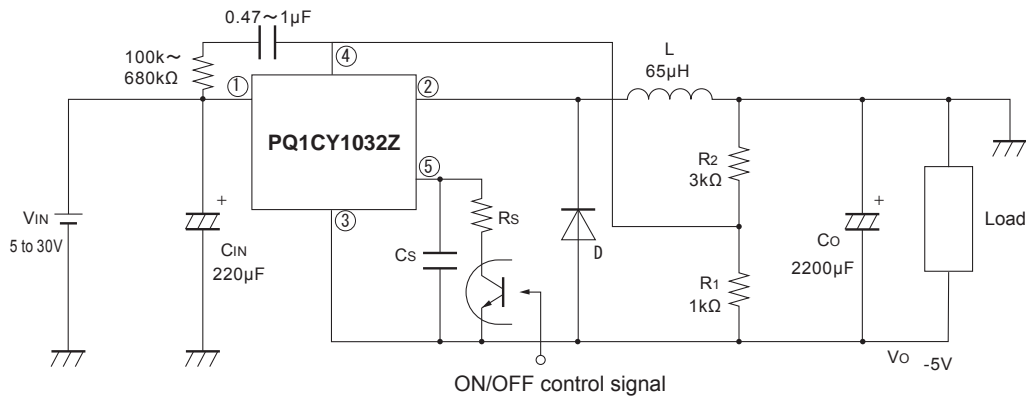 0.47～1μF
100k～
680kΩ
④
L
65μH
①
②
PQ1CY1032Z
⑤
③
R2
3kΩ
RS
VIN
5 to 30V
+
CIN
220μF
CS
D
+
CO
2200μF
Load
R1
1kΩ
VO -5V
ON/OFF control signal